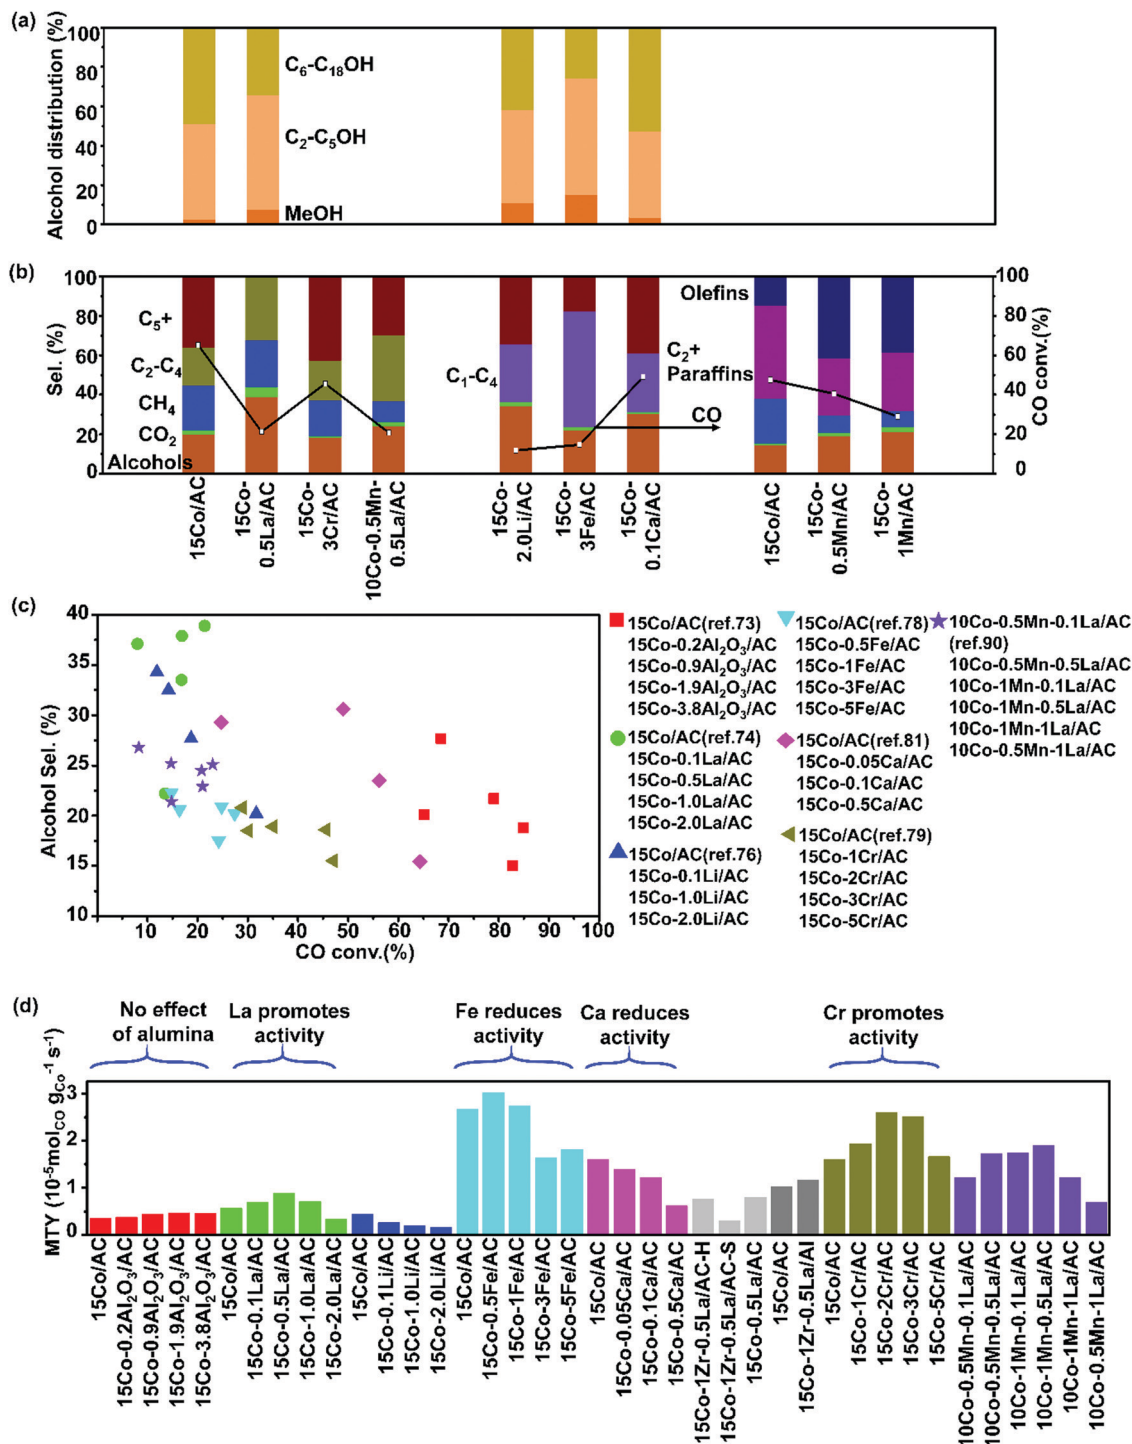 (a)
Alcohol distribution (%)
100
80
60
40
20
0
C6-C18OH
C2-C5OH
MeOH
(b)
Sel. (%)
100
80
60
40
20
0
C5+
C2-C4
CH4
CO2
Alcohols
C1-C4
CO
C2+
Paraffins
Olefins
100
80
60
40
20
0
CO conv.(%)
15Co/AC
15Co-
0.5La/AC
15Co-
3Cr/AC
10Co-0.5Mn-
0.5La/AC
15Co-
2.0Li/AC
15Co-
3Fe/AC
15Co-
0.1Ca/AC
15Co/AC
15Co-
0.5Mn/AC
15Co-
1Mn/AC
(c)
Alcohol Sel. (%)
40
35
30
25
20
15
10
10 20 30 40 50 60 70 80 90 100
CO conv.(%)
15Co/AC(ref.73)
15Co-0.2Al2O3/AC
15Co-0.9Al2O3/AC
15Co-1.9Al2O3/AC
15Co-3.8Al2O3/AC
15Co/AC(ref.74)
15Co-0.1La/AC
15Co-0.5La/AC
15Co-1.0La/AC
15Co-2.0La/AC
15Co/AC(ref.76)
15Co-0.1Li/AC
15Co-1.0Li/AC
15Co-2.0Li/AC
15Co/AC(ref.78)
15Co-0.5Fe/AC
15Co-1Fe/AC
15Co-3Fe/AC
15Co-5Fe/AC
15Co/AC(ref.81)
15Co-0.05Ca/AC
15Co-0.1Ca/AC
15Co-0.5Ca/AC
15Co/AC(ref.79)
15Co-1Cr/AC
15Co-2Cr/AC
15Co-3Cr/AC
15Co-5Cr/AC
10Co-0.5Mn-0.1La/AC
(ref.90)
10Co-0.5Mn-0.5La/AC
10Co-1Mn-0.1La/AC
10Co-1Mn-0.5La/AC
10Co-1Mn-1La/AC
10Co-0.5Mn-1La/AC
(d)
No effect
of alumina
La promotes
activity
Fe reduces
activity
Ca reduces
activity
Cr promotes
activity
MTY (10⁻⁵molCO gCo⁻¹ s⁻¹)
3
2
1
0
15Co/AC
15Co-0.2Al2O3/AC
15Co-0.9Al2O3/AC
15Co-1.9Al2O3/AC
15Co-3.8Al2O3/AC
15Co/AC
15Co-0.1La/AC
15Co-0.5La/AC
15Co-1.0La/AC
15Co-2.0La/AC
15Co/AC
15Co-0.1Li/AC
15Co-1.0Li/AC
15Co-2.0Li/AC
15Co/AC
15Co-0.5Fe/AC
15Co-1Fe/AC
15Co-3Fe/AC
15Co-5Fe/AC
15Co/AC
15Co-0.05Ca/AC
15Co-0.1Ca/AC
15Co-0.5Ca/AC
15Co-1Zr-0.5La/AC-H
15Co-1Zr-0.5La/AC-S
15Co-0.5La/AC
15Co/AC
15Co-1Zr-0.5La/Al
15Co/AC
15Co-1Cr/AC
15Co-2Cr/AC
15Co-3Cr/AC
15Co-5Cr/AC
10Co-0.5Mn-0.1La/AC
10Co-0.5Mn-0.5La/AC
10Co-1Mn-0.1La/AC
10Co-1Mn-0.5La/AC
10Co-1Mn-1La/AC
10Co-0.5Mn-1La/AC